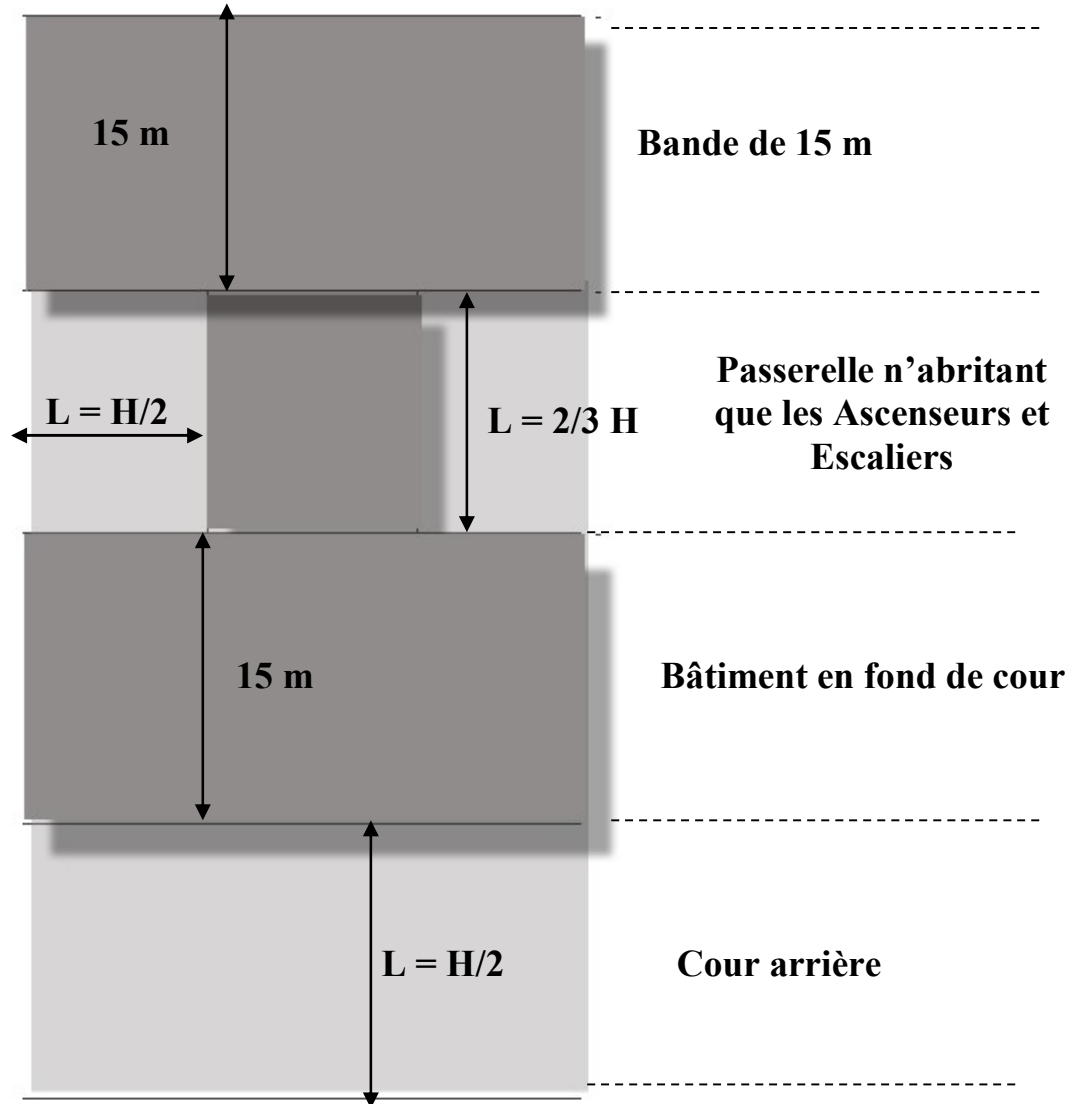 15 m
Bande de 15 m
L = H/2
L = 2/3 H
Passerelle n’abritant
que les Ascenseurs et
Escaliers
15 m
Bâtiment en fond de cour
L = H/2
Cour arrière